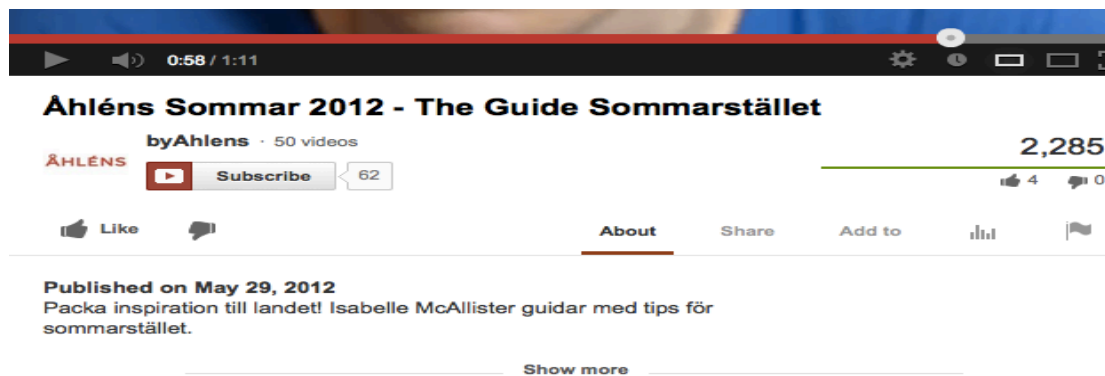 0:58 / 1:11
Åhléns Sommar 2012 - The Guide Sommarstället
ÅHLÉNS
byAhlens · 50 videos
Subscribe 62
2,285
4 0
Like About Share Add to
Published on May 29, 2012
Packa inspiration till landet! Isabelle McAllister guidar med tips för
sommarstället.
Show more